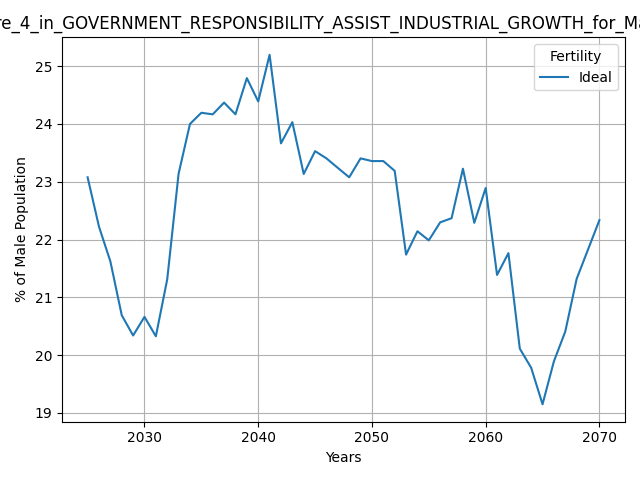 re_4_in_GOVERNMENT_RESPONSIBILITY_ASSIST_INDUSTRIAL_GROWTH_for_Ma
Fertility
Ideal
25
24
23
22
21
20
19
% of Male Population
2030 2040 2050 2060 2070
Years